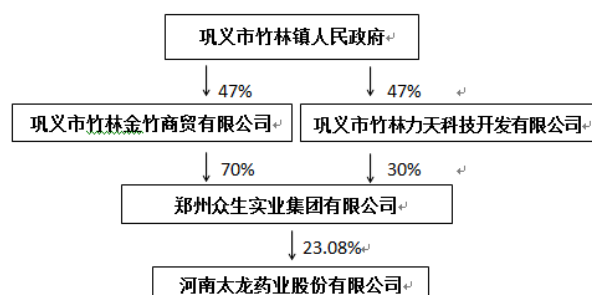 巩义市竹林镇人民政府
47% 47%
巩义市竹林金竹商贸有限公司 巩义市竹林力天科技开发有限公司
70% 30%
郑州众生实业集团有限公司
23.08%
河南太龙药业股份有限公司